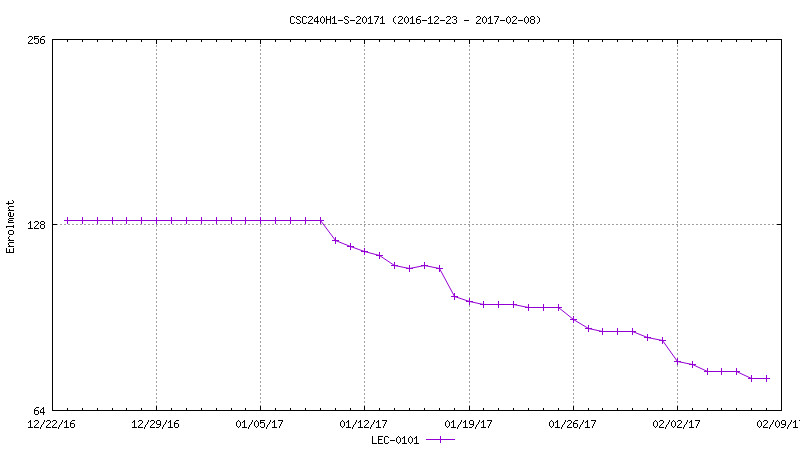 CSC240H1-S-20171 (2016-12-23 - 2017-02-08)
256
128
64
Enrolment
12/22/16 12/29/16 01/05/17 01/12/17 01/19/17 01/26/17 02/02/17 02/09/17
LEC-0101